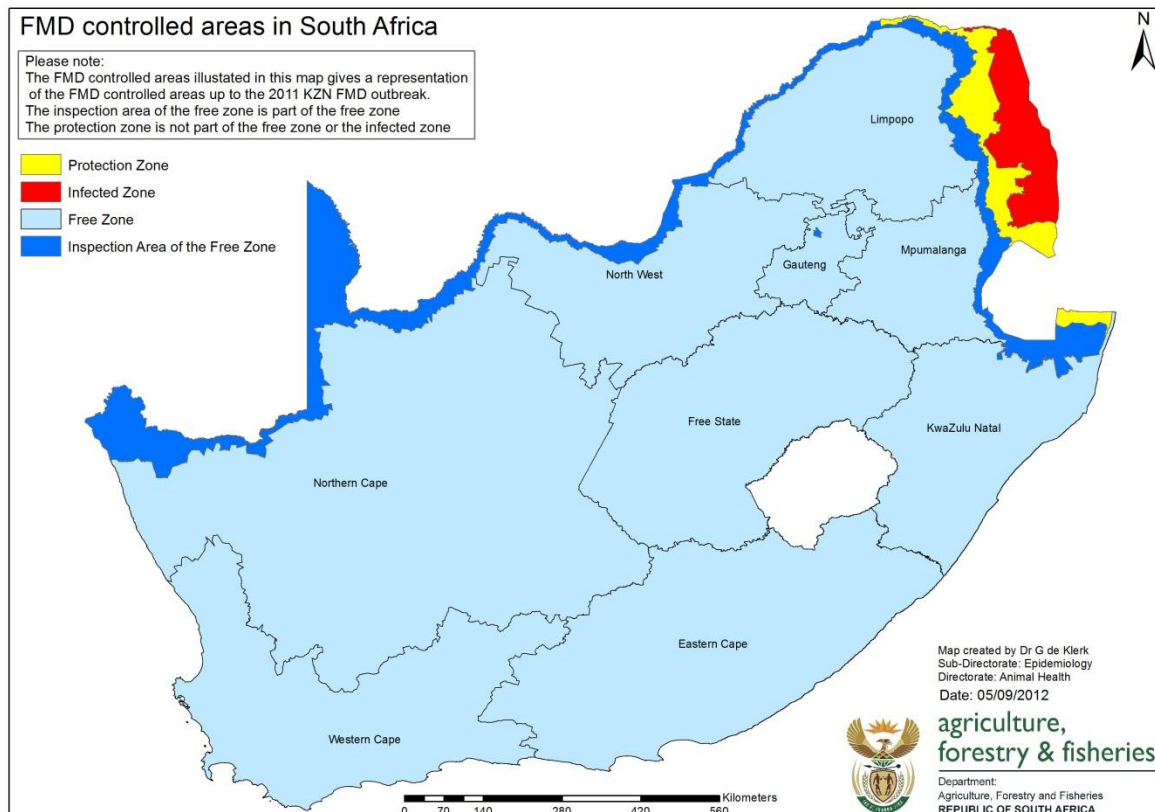 FMD controlled areas in South Africa
Please note:
The FMD controlled areas illustated in this map gives a representation
of the FMD controlled areas up to the 2011 KZN FMD outbreak.
The inspection area of the free zone is part of the free zone
The protection zone is not part of the free zone or the infected zone
Protection Zone
Infected Zone
Free Zone
Inspection Area of the Free Zone
N
Limpopo
Mpumalanga
Gauteng
North West
Free State
KwaZulu Natal
Northern Cape
Eastern Cape
Western Cape
Map created by Dr G de Klerk
Sub-Directorate: Epidemiology
Directorate: Animal Health
Date: 05/09/2012
agriculture,
forestry & fisheries
Department:
Agriculture, Forestry and Fisheries
REPUBLIC OF SOUTH AFRICA
Kilometers
0 70 140 280 420 560